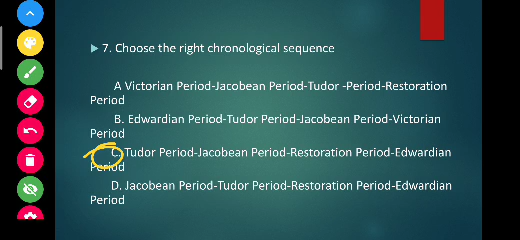 7. Choose the right chronological sequence
A Victorian Period-Jacobean Period-Tudor -Period-Restoration
Period
B. Edwardian Period-Tudor Period-Jacobean Period-Victorian
Period
C. Tudor Period-Jacobean Period-Restoration Period-Edwardian
Period
D. Jacobean Period-Tudor Period-Restoration Period-Edwardian
Period